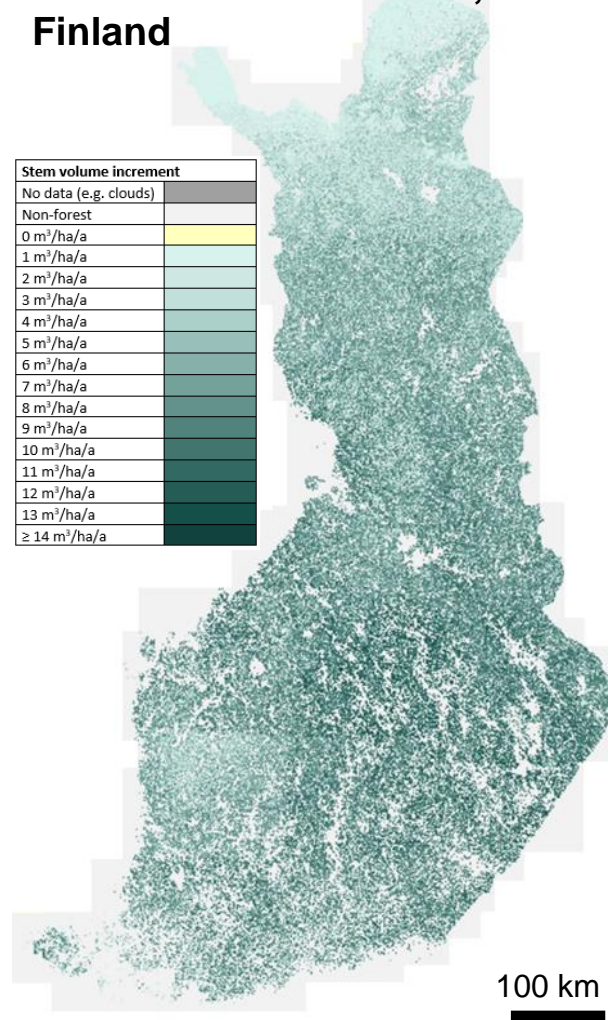 Finland
Stem volume increment
No data (e.g. clouds)
Non-forest
0 m³/ha/a
1 m³/ha/a
2 m³/ha/a
3 m³/ha/a
4 m³/ha/a
5 m³/ha/a
6 m³/ha/a
7 m³/ha/a
8 m³/ha/a
9 m³/ha/a
10 m³/ha/a
11 m³/ha/a
12 m³/ha/a
13 m³/ha/a
≥ 14 m³/ha/a
100 km